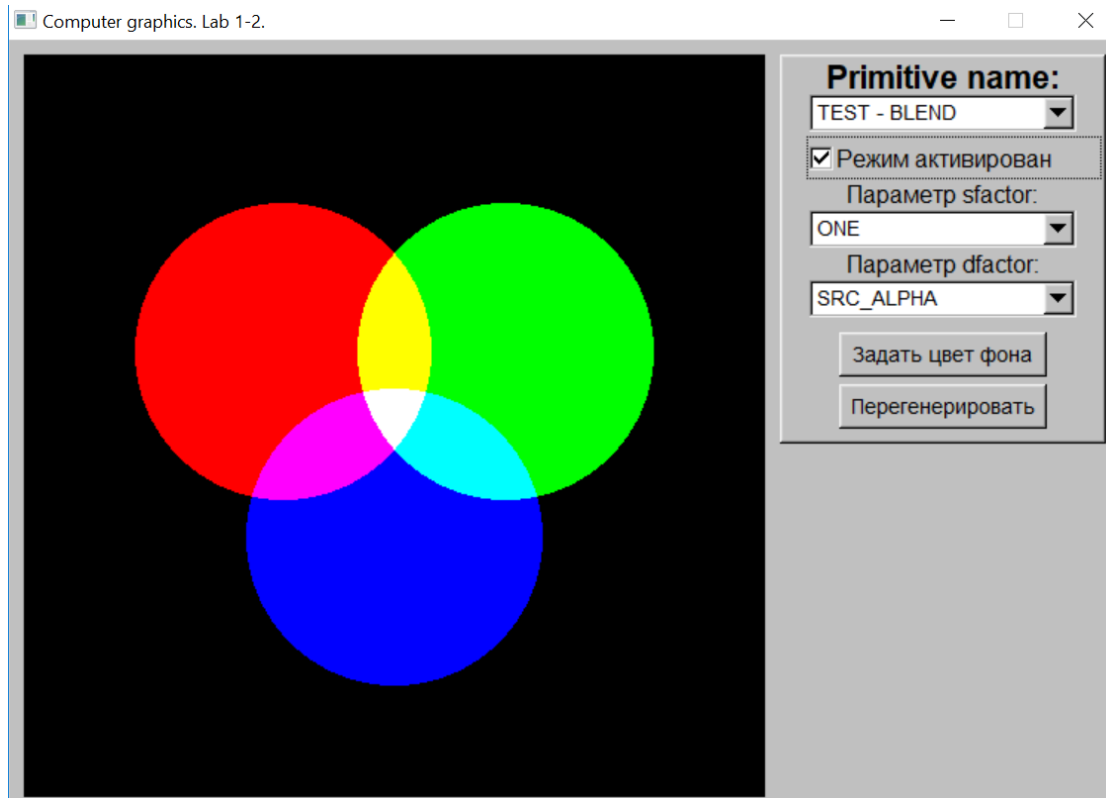 Computer graphics. Lab 1-2.
Primitive name:
TEST - BLEND
Режим активирован
Параметр sfactor:
ONE
Параметр dfactor:
SRC_ALPHA
Задать цвет фона
Перегенерировать